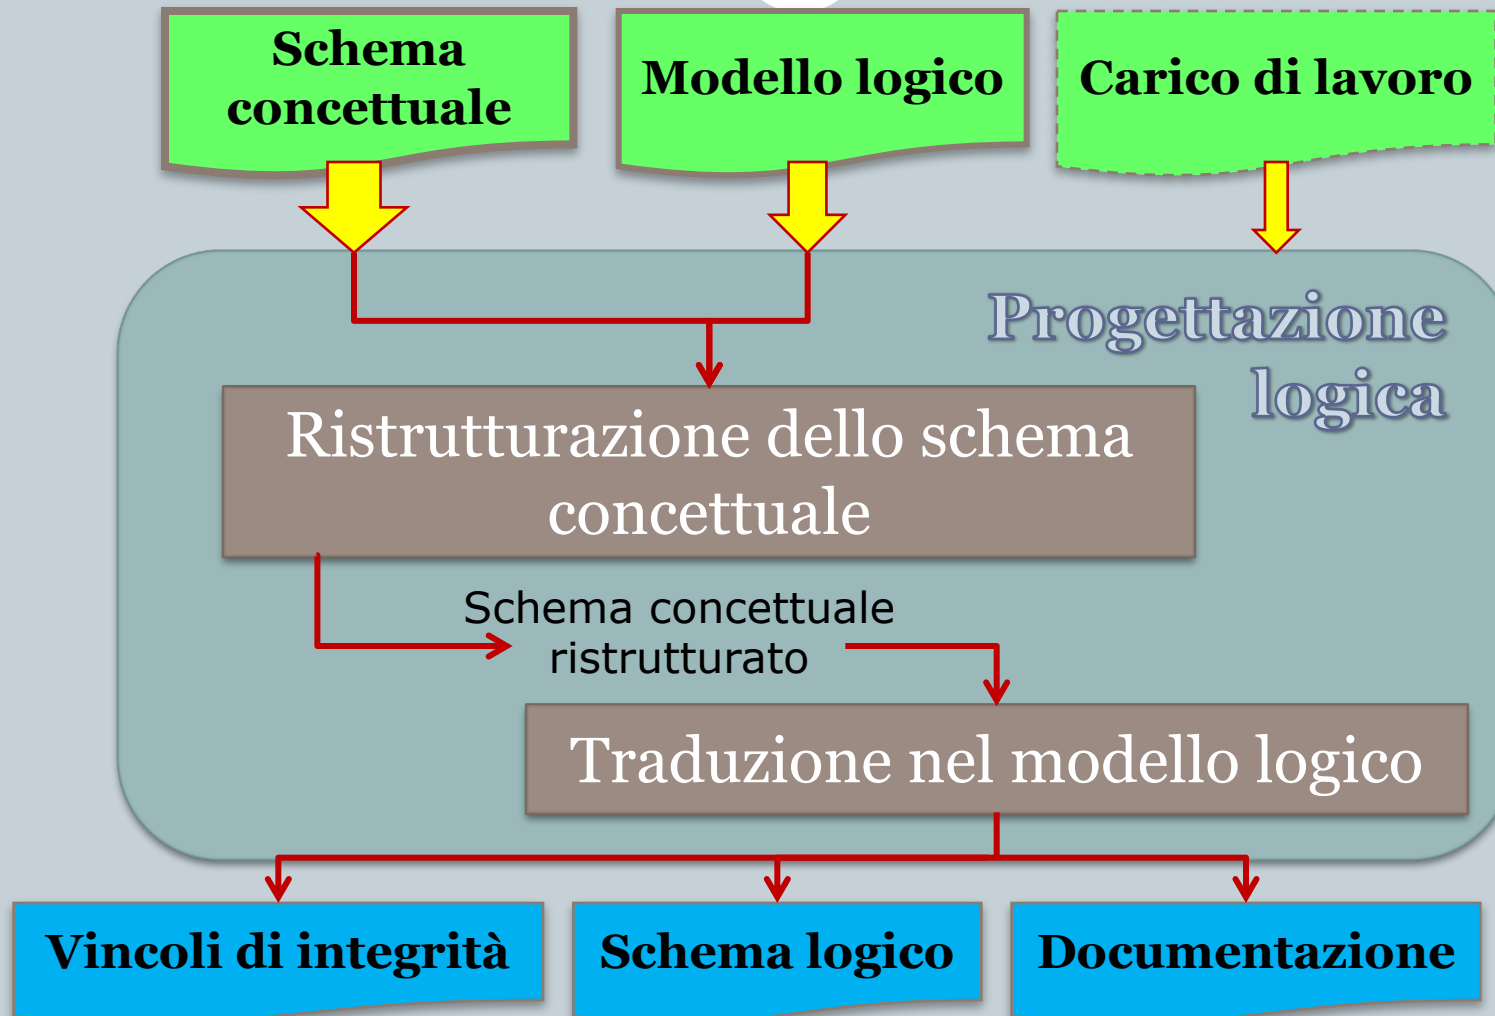 Schema
concettuale
Modello logico
Carico di lavoro
Progettazione
logica
Ristrutturazione dello schema
concettuale
Schema concettuale
ristrutturato
Traduzione nel modello logico
Vincoli di integrità
Schema logico
Documentazione